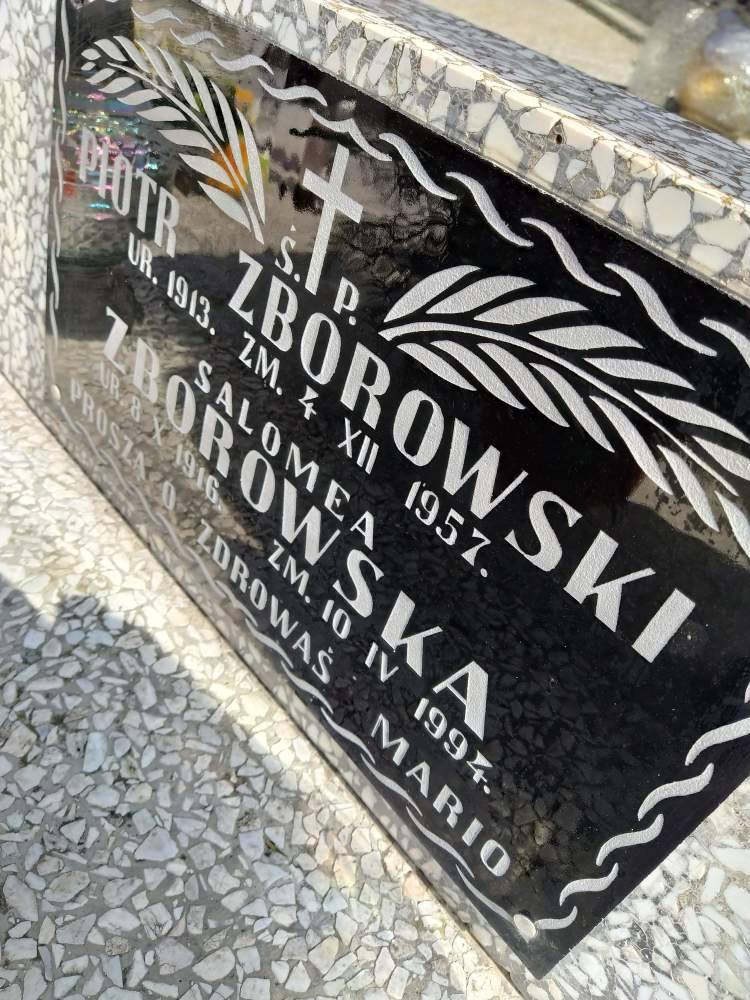 Ś. P.
PIOTR ZBOROWSKI
UR. 1913. ZM. 4 XII 1957.
SALOMEA
ZBOROWSKA
UR. 8 X 1916. ZM. 10 IV 1994.
PROSZĄ O ZDROWAŚ MARIO